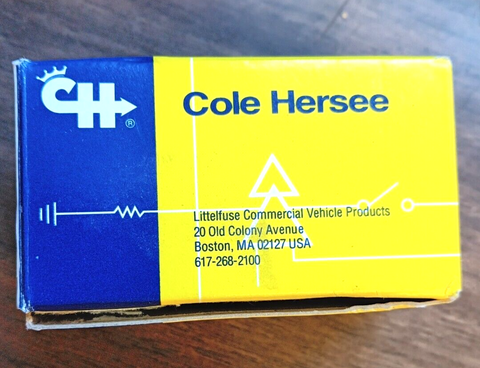 CH®
Cole Hersee
Littelfuse Commercial Vehicle Products
20 Old Colony Avenue
Boston, MA 02127 USA
617-268-2100